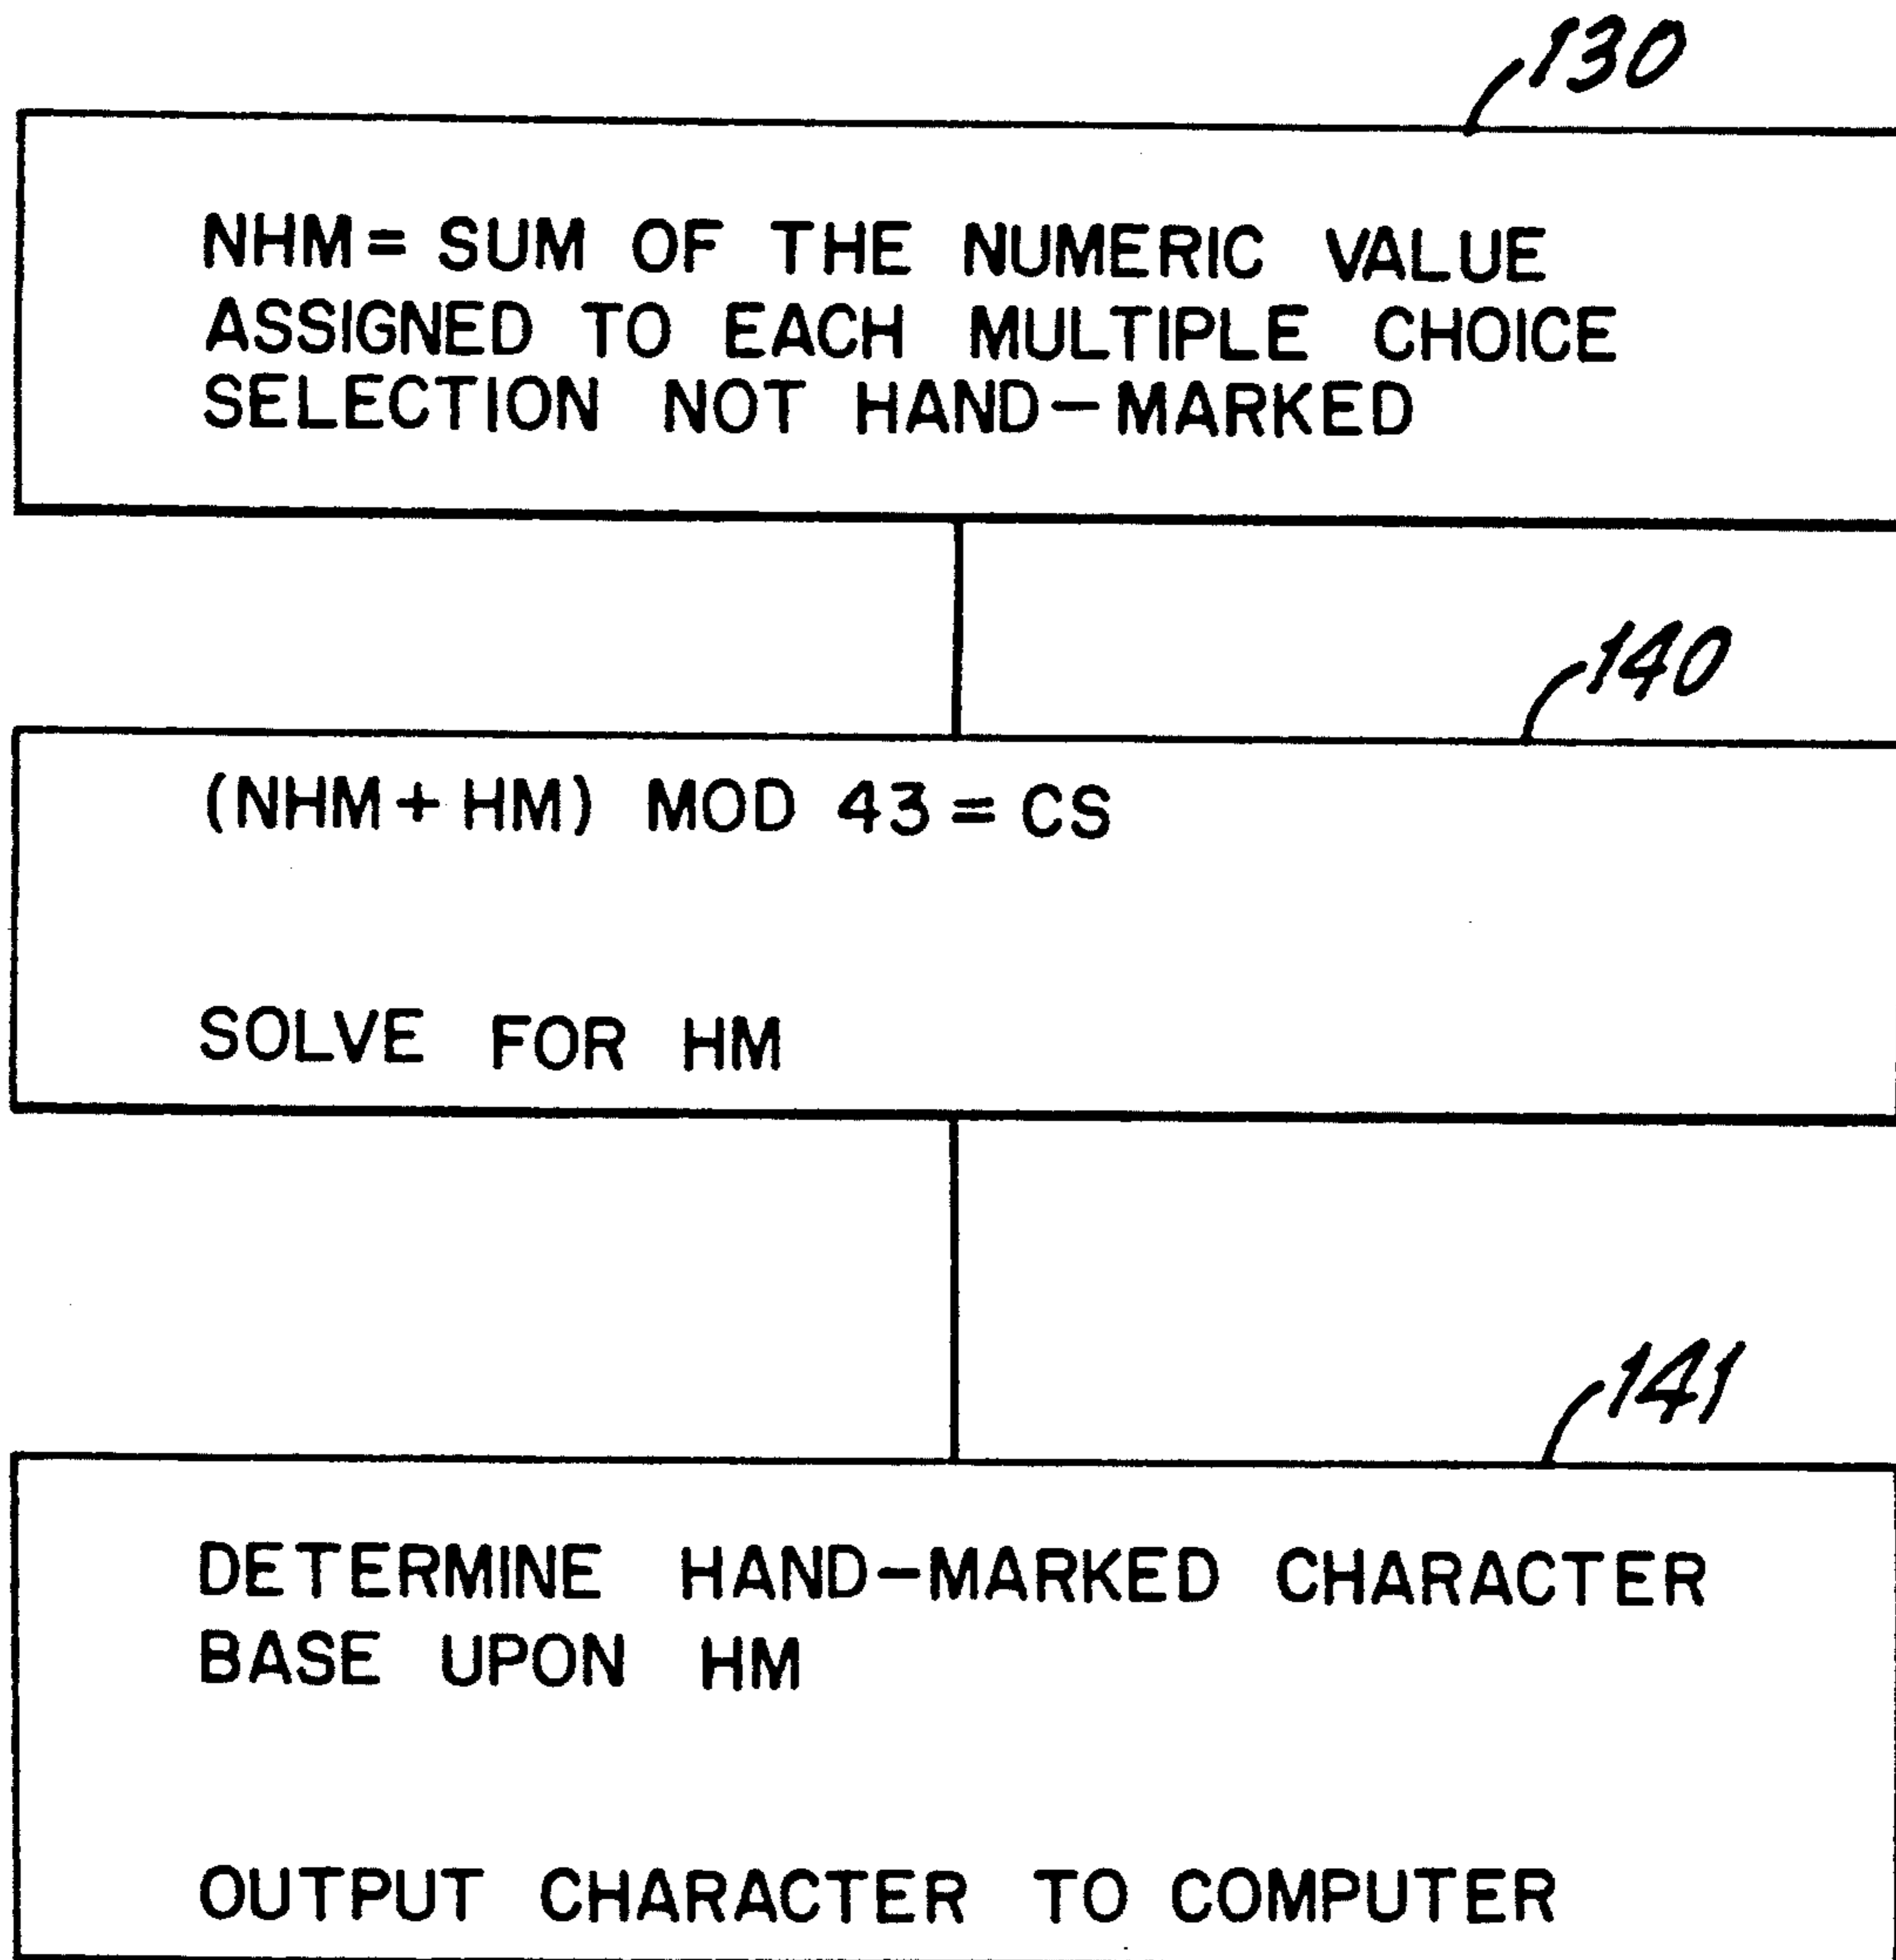 130
NHM = SUM OF THE NUMERIC VALUE
ASSIGNED TO EACH MULTIPLE CHOICE
SELECTION NOT HAND-MARKED
140
(NHM + HM) MOD 43 = CS
SOLVE FOR HM
141
DETERMINE HAND-MARKED CHARACTER
BASE UPON HM
OUTPUT CHARACTER TO COMPUTER